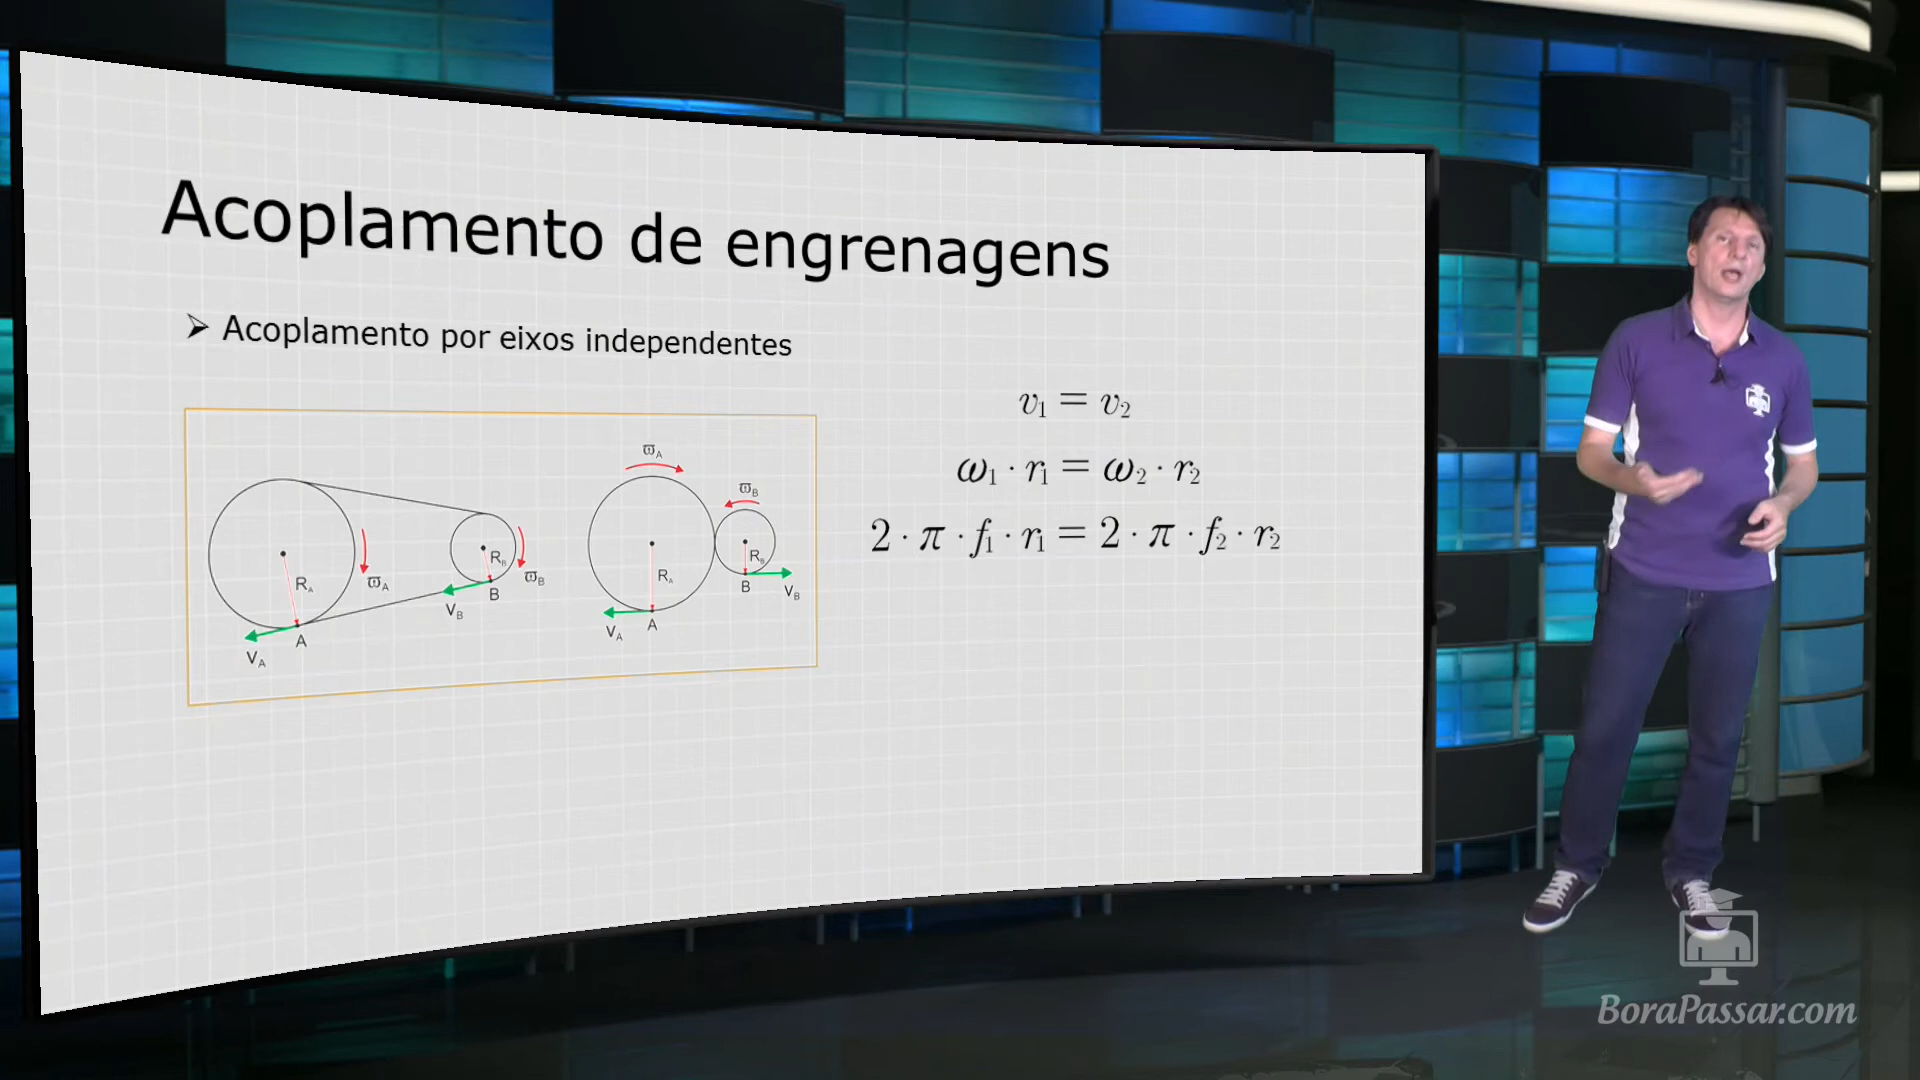 Acoplamento de engrenagens
➢ Acoplamento por eixos independentes
v₁ = v₂
ω₁ · r₁ = ω₂ · r₂
2 · π · f₁ · r₁ = 2 · π · f₂ · r₂
ϖA
ϖB
RA
ϖA
RB
ϖB
VB
B
VA
A
RA
RB
B
VB
VA
A
BoraPassar.com